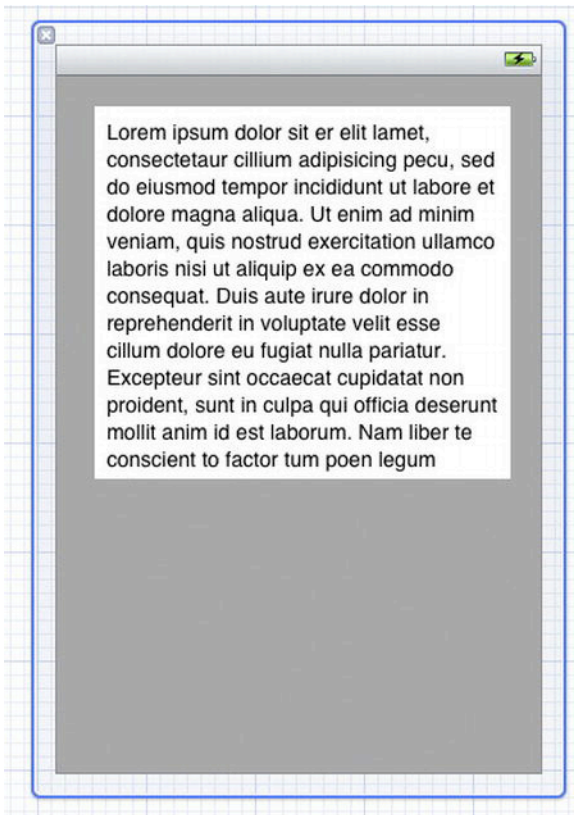 Lorem ipsum dolor sit er elit lamet,
consectetaur cillium adipisicing pecu, sed
do eiusmod tempor incididunt ut labore et
dolore magna aliqua. Ut enim ad minim
veniam, quis nostrud exercitation ullamco
laboris nisi ut aliquip ex ea commodo
consequat. Duis aute irure dolor in
reprehenderit in voluptate velit esse
cillum dolore eu fugiat nulla pariatur.
Excepteur sint occaecat cupidatat non
proident, sunt in culpa qui officia deserunt
mollit anim id est laborum. Nam liber te
conscient to factor tum poen legum